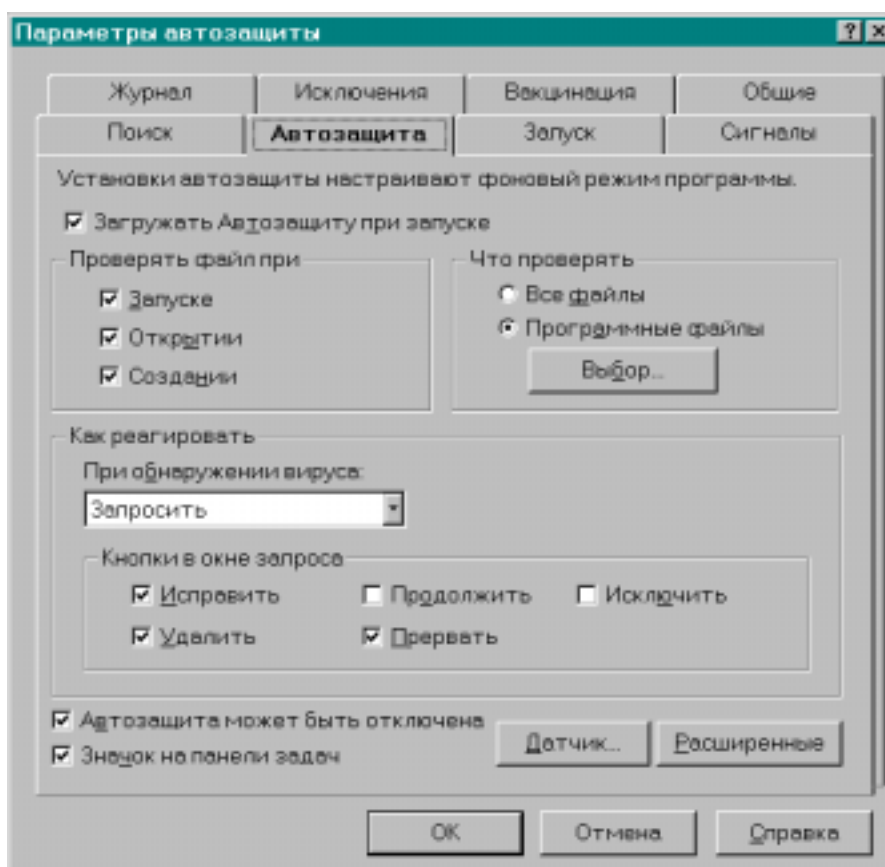 Параметры автозащиты
Журнал Исключения Вакцинация Общие
Поиск Автозащита Запуск Сигналы
Установки автозащиты настраивают фоновый режим программы.
Загружать Автозащиту при запуске
Проверять файл при Что проверять
Запуске Все файлы
Открытии Программные файлы
Создании Выбор...
Как реагировать
При обнаружении вируса:
Запросить
Кнопки в окне запроса
Исправить Продолжить Исключить
Удалить Прервать
Автозащита может быть отключена
Значок на панели задач Датчик... Расширенные
OK Отмена Справка